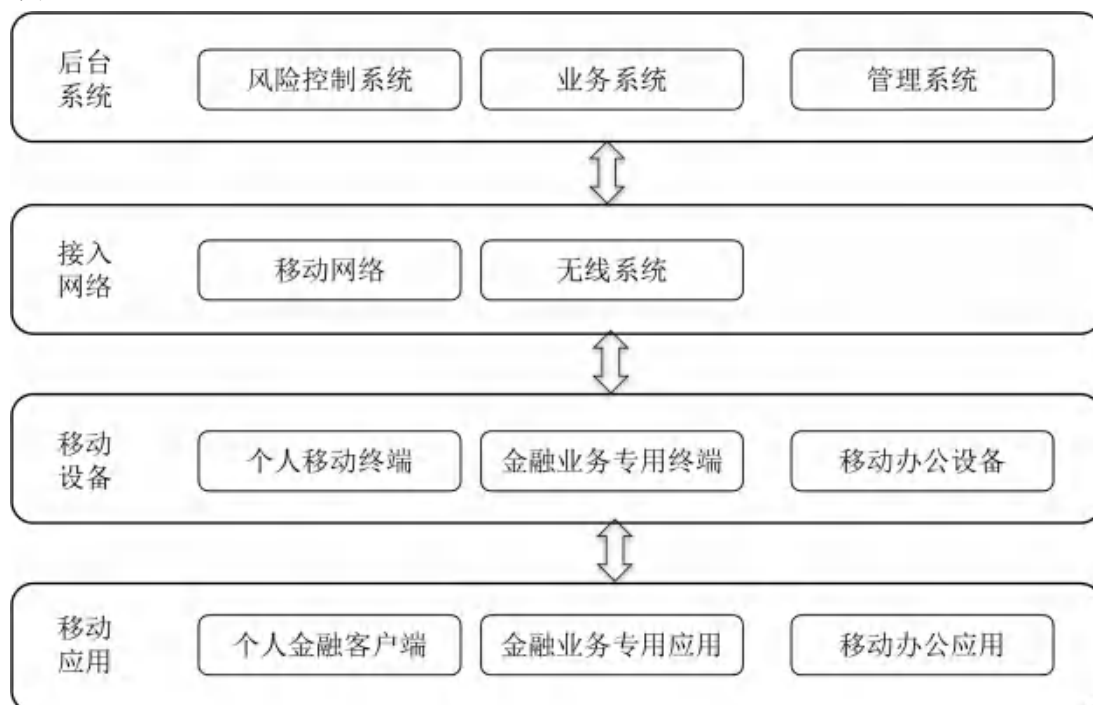 后台
系统
风险控制系统
业务系统
管理系统
接入
网络
移动网络
无线系统
移动
设备
个人移动终端
金融业务专用终端
移动办公设备
移动
应用
个人金融客户端
金融业务专用应用
移动办公应用